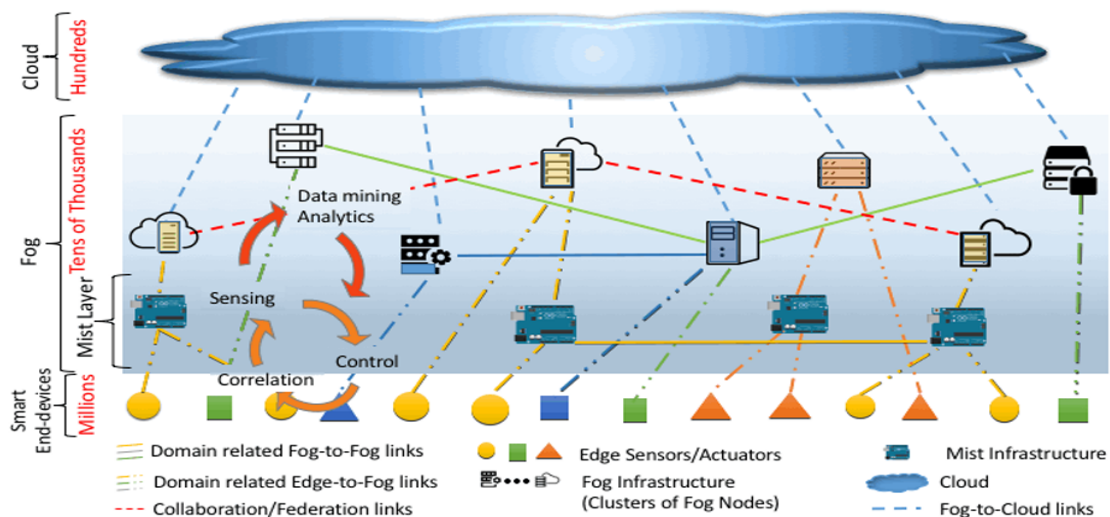 Cloud
Hundreds
Fog
Tens of Thousands
Data mining
Analytics
Mist Layer
Sensing
Control
Correlation
Smart
End-devices
Millions
Domain related Fog-to-Fog links
Edge Sensors/Actuators
Mist Infrastructure
Domain related Edge-to-Fog links
Fog Infrastructure
(Clusters of Fog Nodes)
Cloud
Collaboration/Federation links
Fog-to-Cloud links